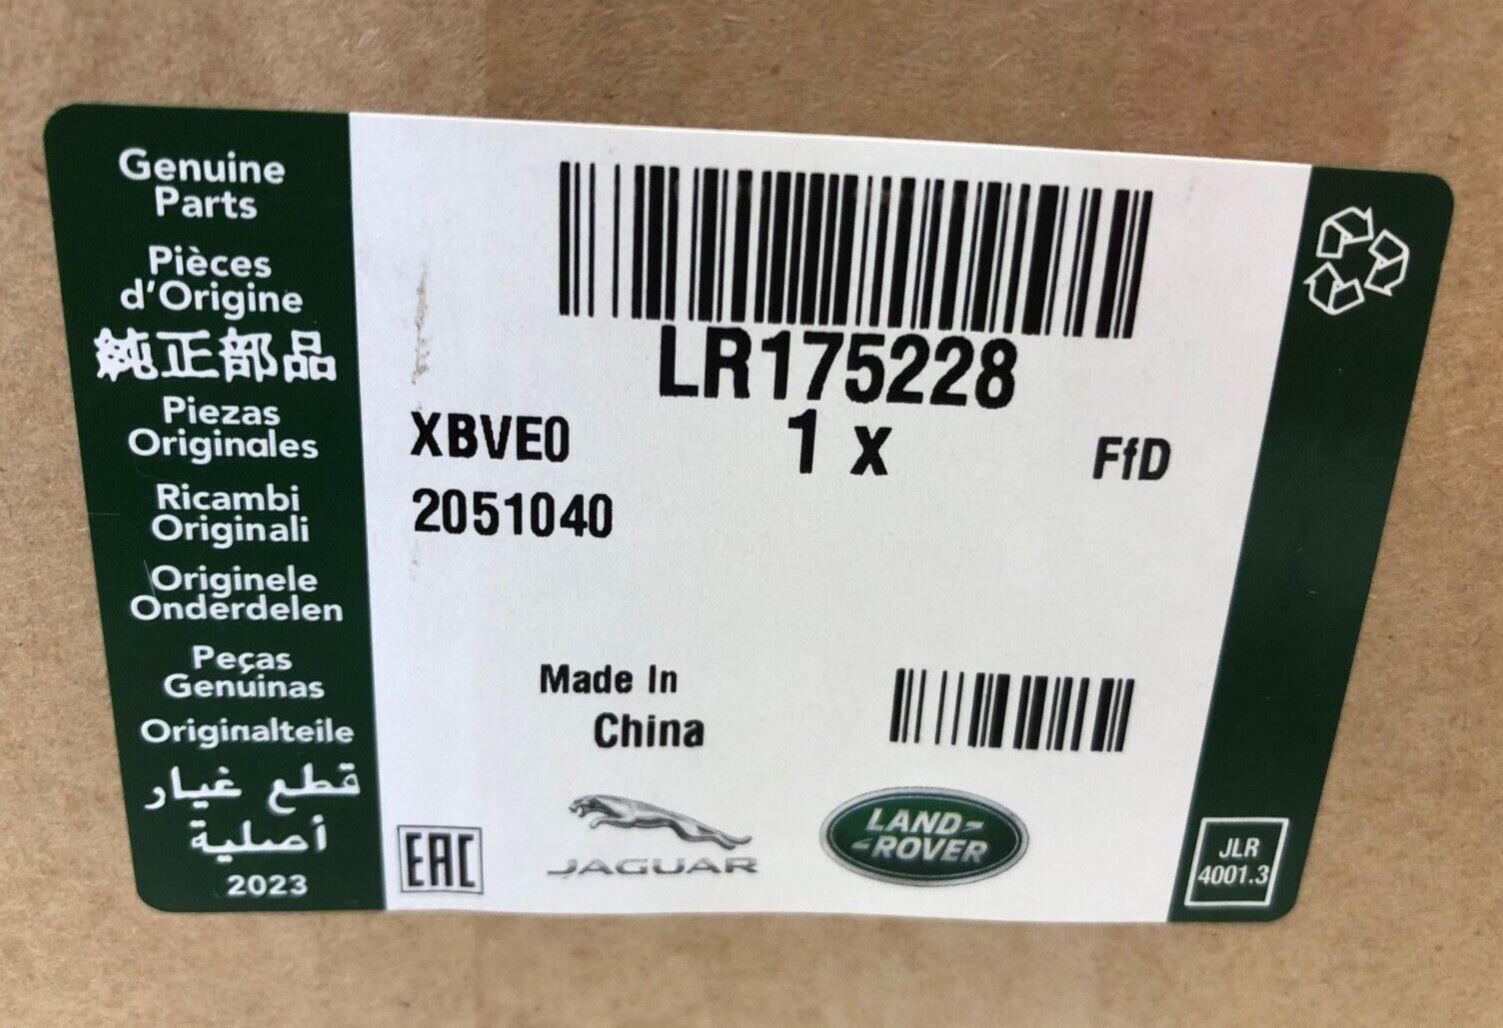 Genuine
Parts
Pièces
d'Origine
純正部品
Piezas
Originales
Ricambi
Originali
Originele
Onderdelen
Peças
Genuinas
Originalteile
قطع غيار
أصلية
2023
LR175228
XBVE0
1 x
FfD
2051040
Made In
China
EAC
JAGUAR
LAND-
-ROVER
JLR
4001.3